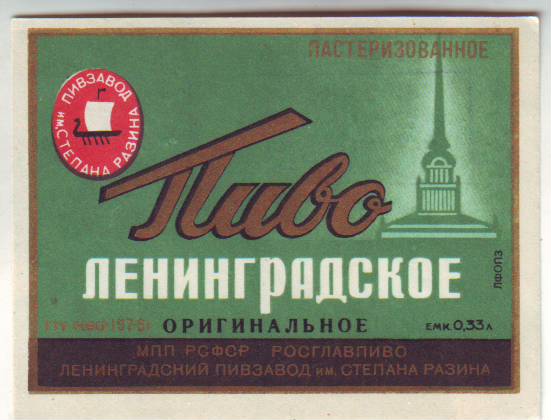 ПАСТЕРИЗОВАННОЕ
ПИВЗАВОД
ИМ. СТЕПАНА РАЗИНА
Пиво
ЛЕНИНГРАДСКОЕ
ЛФОПЗ
ОРИГИНАЛЬНОЕ
ЕМК. 0,33 Л
МПП РСФСР РОСГЛАВПИВО
ЛЕНИНГРАДСКИЙ ПИВЗАВОД ИМ. СТЕПАНА РАЗИНА